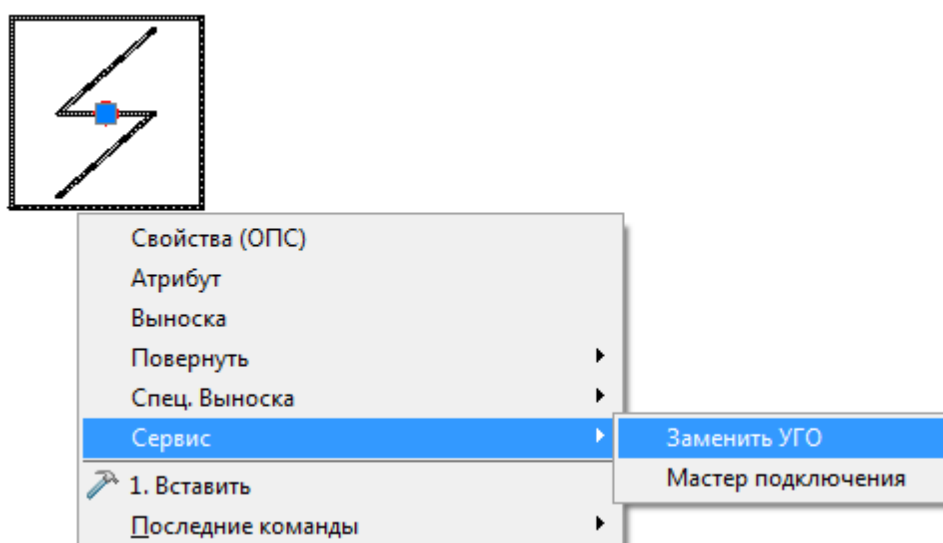 Свойства (ОПС)
Атрибут
Выноска
Повернуть
Спец. Выноска
Сервис
Заменить УГО
Мастер подключения
1. Вставить
Последние команды